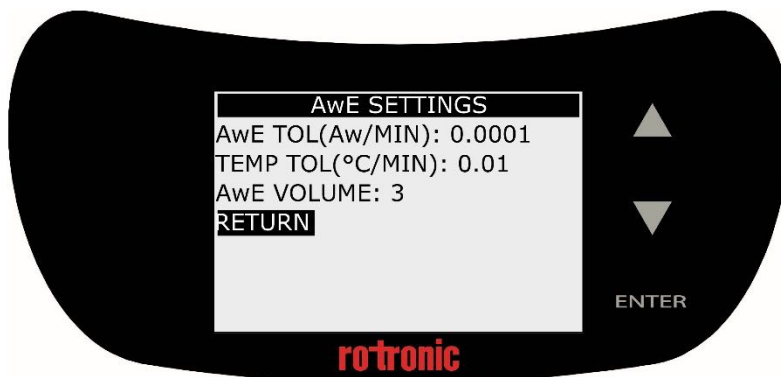 AwE SETTINGS
AwE TOL(Aw/MIN): 0.0001
TEMP TOL(°C/MIN): 0.01
AwE VOLUME: 3
RETURN
ENTER
rotronic